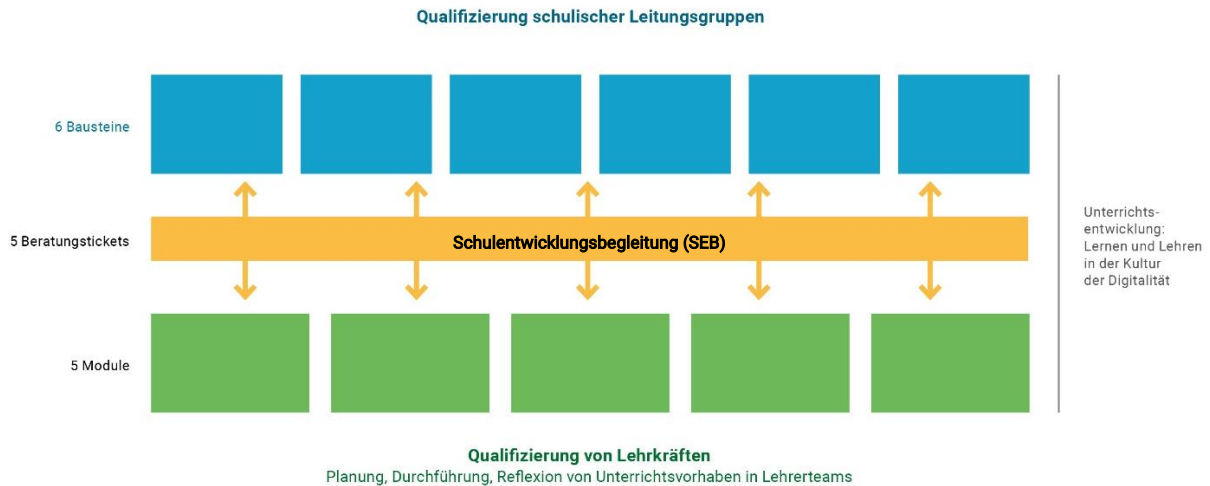 Qualifizierung schulischer Leitungsgruppen
6 Bausteine
5 Beratungstickets
Schulentwicklungsbegleitung (SEB)
Unterrichts-
entwicklung:
Lernen und Lehren
in der Kultur
der Digitalität
5 Module
Qualifizierung von Lehrkräften
Planung, Durchführung, Reflexion von Unterrichtsvorhaben in Lehrerteams